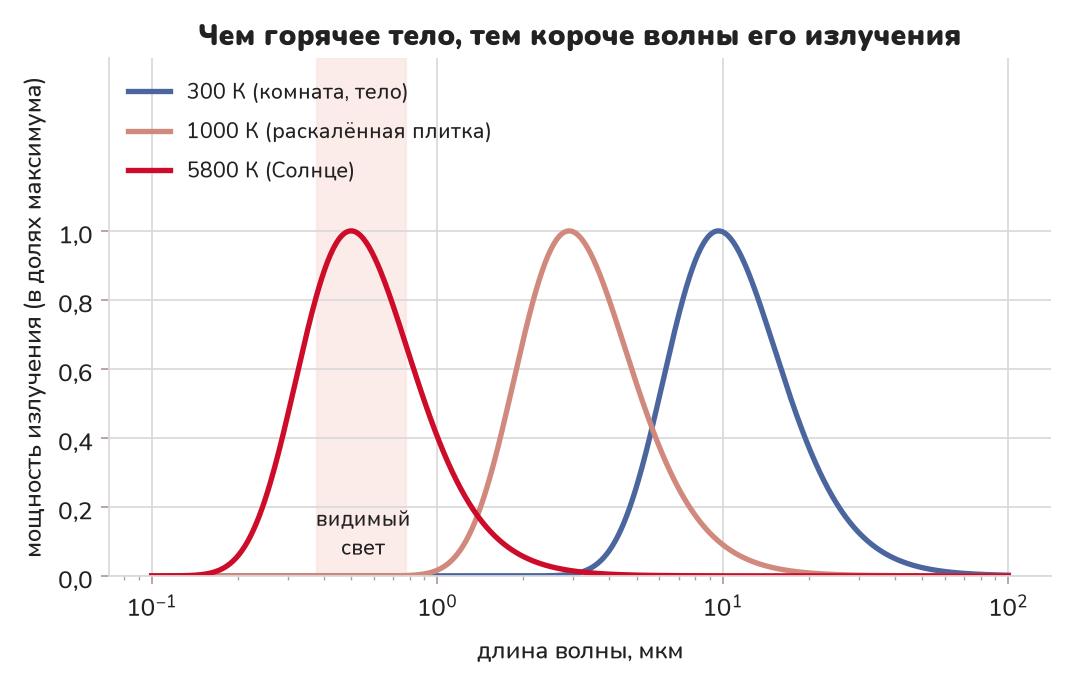 Чем горячее тело, тем короче волны его излучения
мощность излучения (в долях максимума)
300 К (комната, тело)
1000 К (раскалённая плитка)
5800 К (Солнце)
1,0
0,8
0,6
0,4
0,2
0,0
видимый
свет
10⁻¹
10⁰
10¹
10²
длина волны, мкм